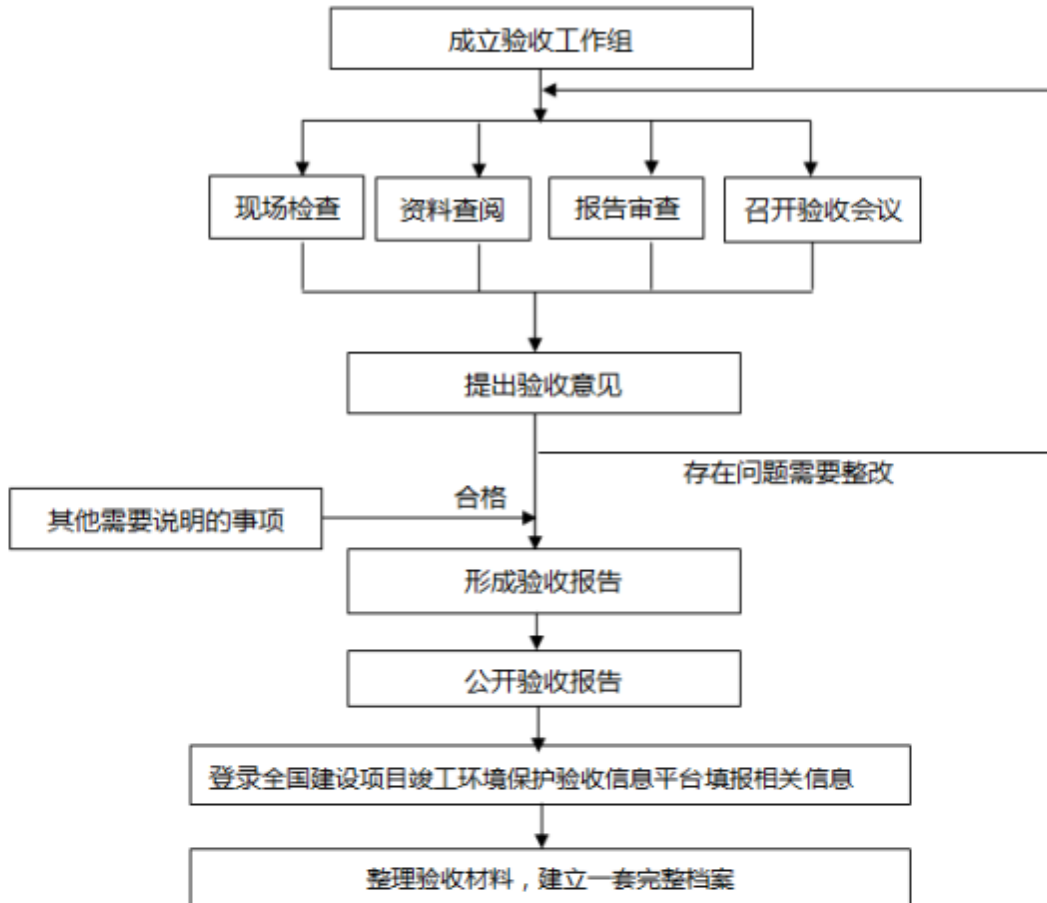 成立验收工作组
现场检查
资料查阅
报告审查
召开验收会议
提出验收意见
存在问题需要整改
合格
其他需要说明的事项
形成验收报告
公开验收报告
登录全国建设项目竣工环境保护验收信息平台填报相关信息
整理验收材料，建立一套完整档案